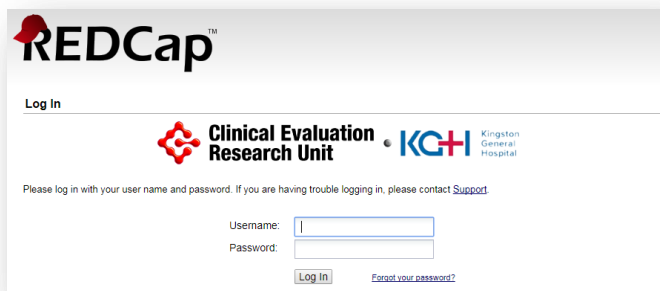 REDCap™
Log In
Clinical Evaluation
Research Unit
KGH
Kingston
General
Hospital
Please log in with your user name and password. If you are having trouble logging in, please contact Support.
Username:
Password:
Log In
Forgot your password?